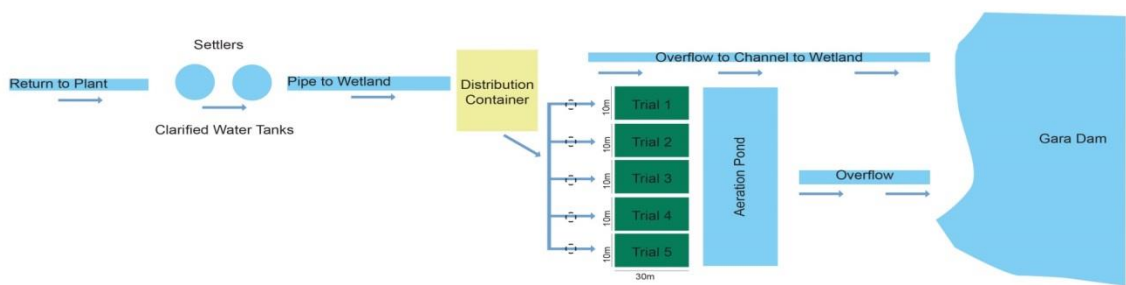 Settlers
Return to Plant
Pipe to Wetland
Clarified Water Tanks
Distribution
Container
Overflow to Channel to Wetland
10m
Trial 1
10m
Trial 2
10m
Trial 3
10m
Trial 4
10m
Trial 5
30m
Aeration Pond
Overflow
Gara Dam